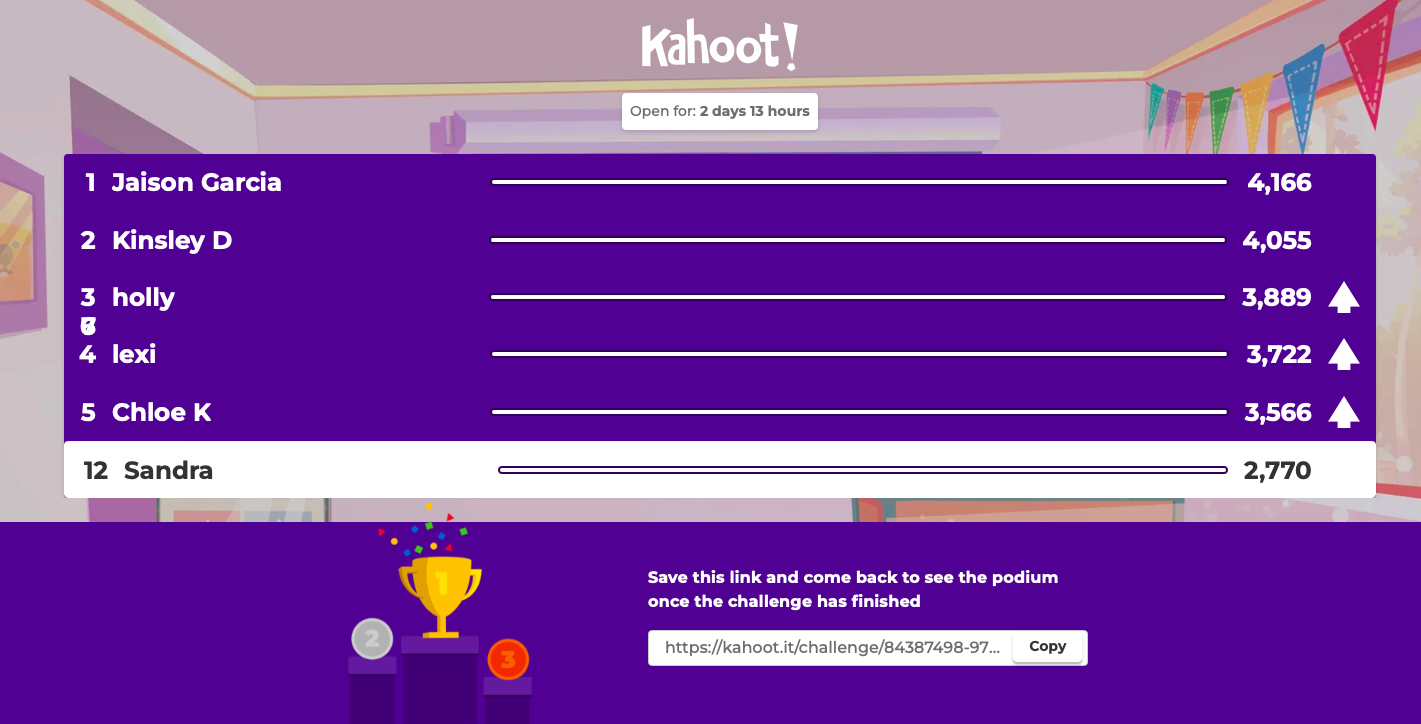 Kahoot!
Open for: 2 days 13 hours
1 Jaison Garcia 4,166
2 Kinsley D 4,055
3 holly 3,889
4 lexi 3,722
5 Chloe K 3,566
12 Sandra 2,770
1
2
3
Save this link and come back to see the podium
once the challenge has finished
https://kahoot.it/challenge/84387498-97... Copy